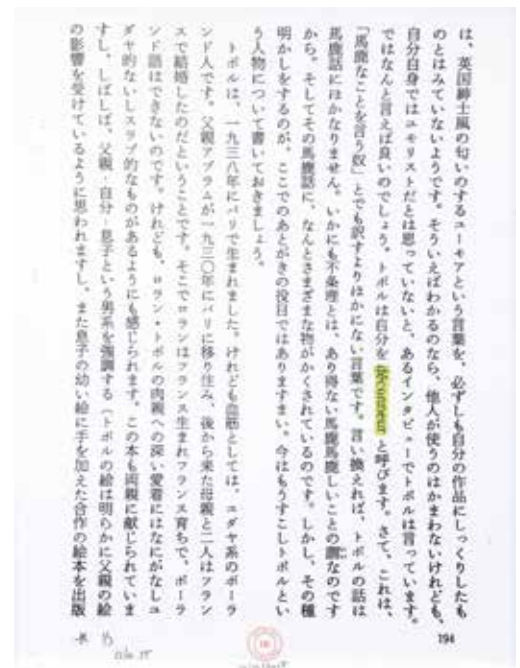 は、英国紳士風の匂いのするユーモアという言葉を、必ずしも自分の作品にしっくりしたも
のとはみていないようです。そういえばわかるのなら、他人が使うのはかまわないけれども、
自分自身ではユモリストだとは思っていないと、あるインタビューでトポルは言っています。
ではなんと言えば良いのでしょう。トポルは自分を と呼びます。さて、これは、
「馬鹿なことを言う奴」とでも訳すよりほかにない言葉です。言い換えれば、トポルの話は
馬鹿話にほかなりません。いかにも不条理とは、あり得ない馬鹿馬鹿しいことの謂なのです
から。そしてその馬鹿話に、なんとさまざまな物がかくされているのです。しかし、その種
明かしをするのが、ここでのあとがきの役目ではありますまい。今はもうすこしトポルとい
う人物について書いておきましょう。
トポルは、一九三八年にパリで生まれました。けれども血筋としては、ユダヤ系のポーラ
ンド人です。父親アブラムが一九三〇年にパリに移り住み、後から来た母親と二人はフラン
スで結婚したのだということです。そこでロランはフランス生まれフランス育ちで、ポーラ
ンド語はできないのです。けれども、ロラン・トポルの肉親への深い愛着にはなにがなしユ
ダヤ的ないしスラブ的なものがあるようにも感じられます。この本も両親に献じられていま
すし、しばしば、父親・自分・息子という男系を強調する（トポルの絵は明らかに父親の絵
の影響を受けているように思われますし、また息子の幼い絵に手を加えた合作の絵本を出版
194